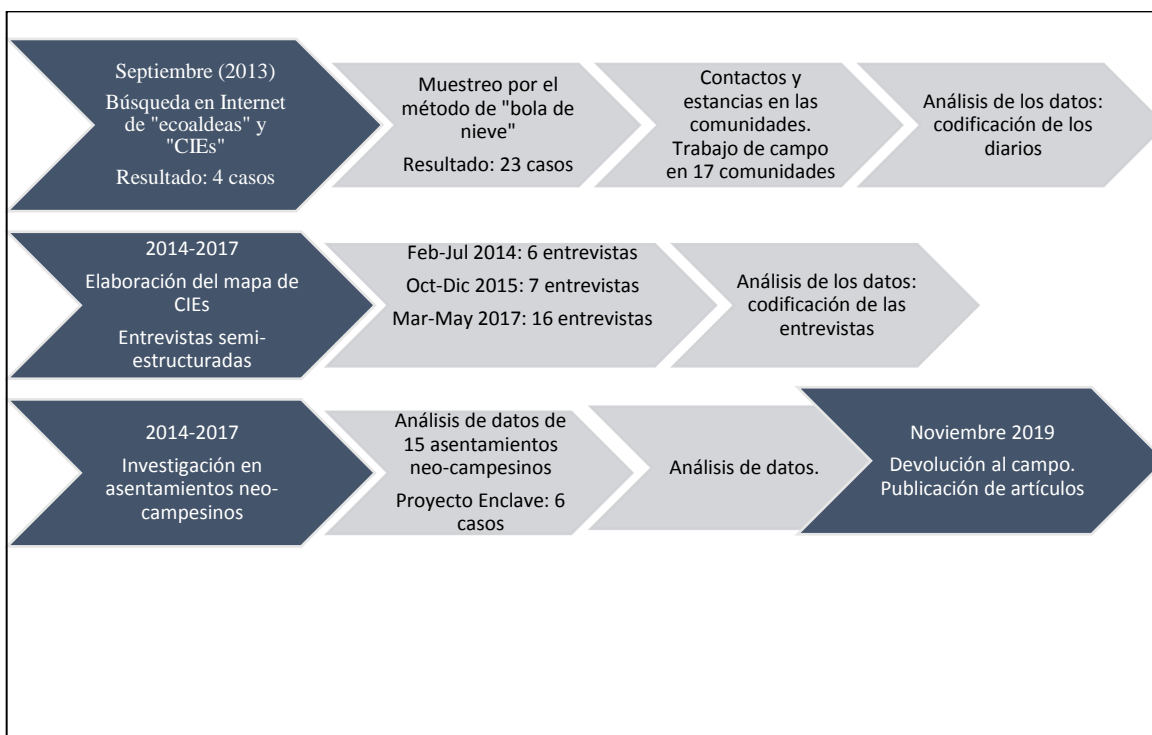 Septiembre (2013)
Búsqueda en Internet
de "ecoaldeas" y
"CIEs"
Resultado: 4 casos
Muestreo por el
método de "bola de
nieve"
Resultado: 23 casos
Contactos y
estancias en las
comunidades.
Trabajo de campo
en 17 comunidades
Análisis de los datos:
codificación de los
diarios
2014-2017
Elaboración del mapa de
CIEs
Entrevistas semi-
estructuradas
Feb-Jul 2014: 6 entrevistas
Oct-Dic 2015: 7 entrevistas
Mar-May 2017: 16 entrevistas
Análisis de los datos:
codificación de las
entrevistas
2014-2017
Investigación en
asentamientos neo-
campesinos
Análisis de datos de
15 asentamientos
neo-campesinos
Proyecto Enclave: 6
casos
Análisis de datos.
Noviembre 2019
Devolución al campo.
Publicación de artículos